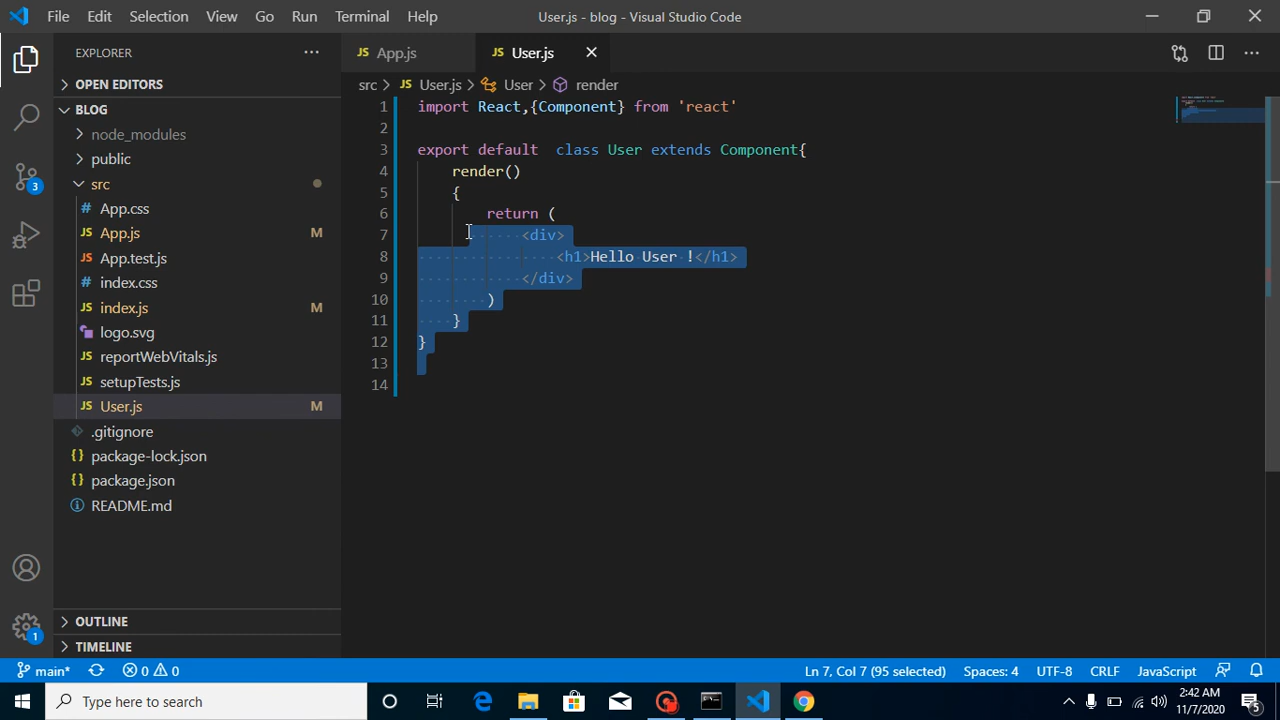 File Edit Selection View Go Run Terminal Help User.js - blog - Visual Studio Code
EXPLORER
App.js
User.js
OPEN EDITORS
src > User.js > User > render
BLOG
node_modules
public
src
App.css
App.js M
App.test.js
index.css
index.js M
logo.svg
reportWebVitals.js
setupTests.js
User.js M
.gitignore
package-lock.json
package.json
README.md
3
1
1 import React,{Component} from 'react'
2
3 export default  class User extends Component{
4 render()
5 {
6 return (
7 <div>
8 <h1>Hello User !</h1>
9 </div>
10 )
11 }
12 }
13
14
OUTLINE
TIMELINE
main* 0 0 Ln 7, Col 7 (95 selected) Spaces: 4 UTF-8 CRLF JavaScript
Type here to search
2:42 AM
11/7/2020
5